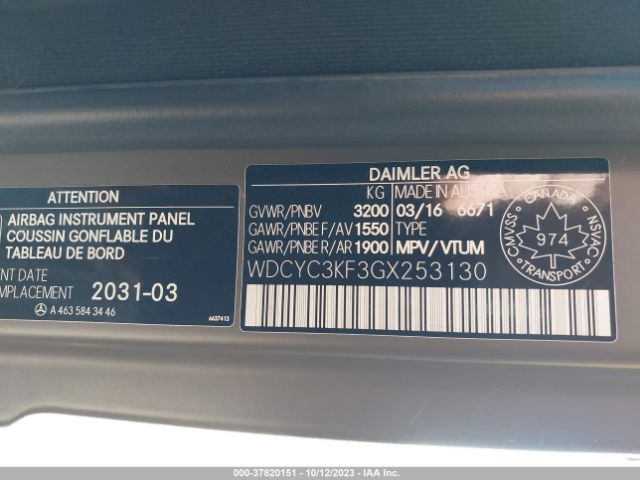 ATTENTION
AIRBAG INSTRUMENT PANEL
COUSSIN GONFLABLE DU
TABLEAU DE BORD
ENT DATE
MPLACEMENT 2031-03
A 463 584 34 46
6637413
DAIMLER AG
KG MADE IN AUSTRIA
GVWR/PNBV 3200 03/16 6671
GAWR/PNBE F/AV 1550 TYPE
GAWR/PNBE R/AR 1900 MPV/VTUM
WDCYC3KF3GX253130
CANADA
CMVSS 974 NSVAC
TRANSPORT
000-37820151 - 10/12/2023 - IAA Inc.